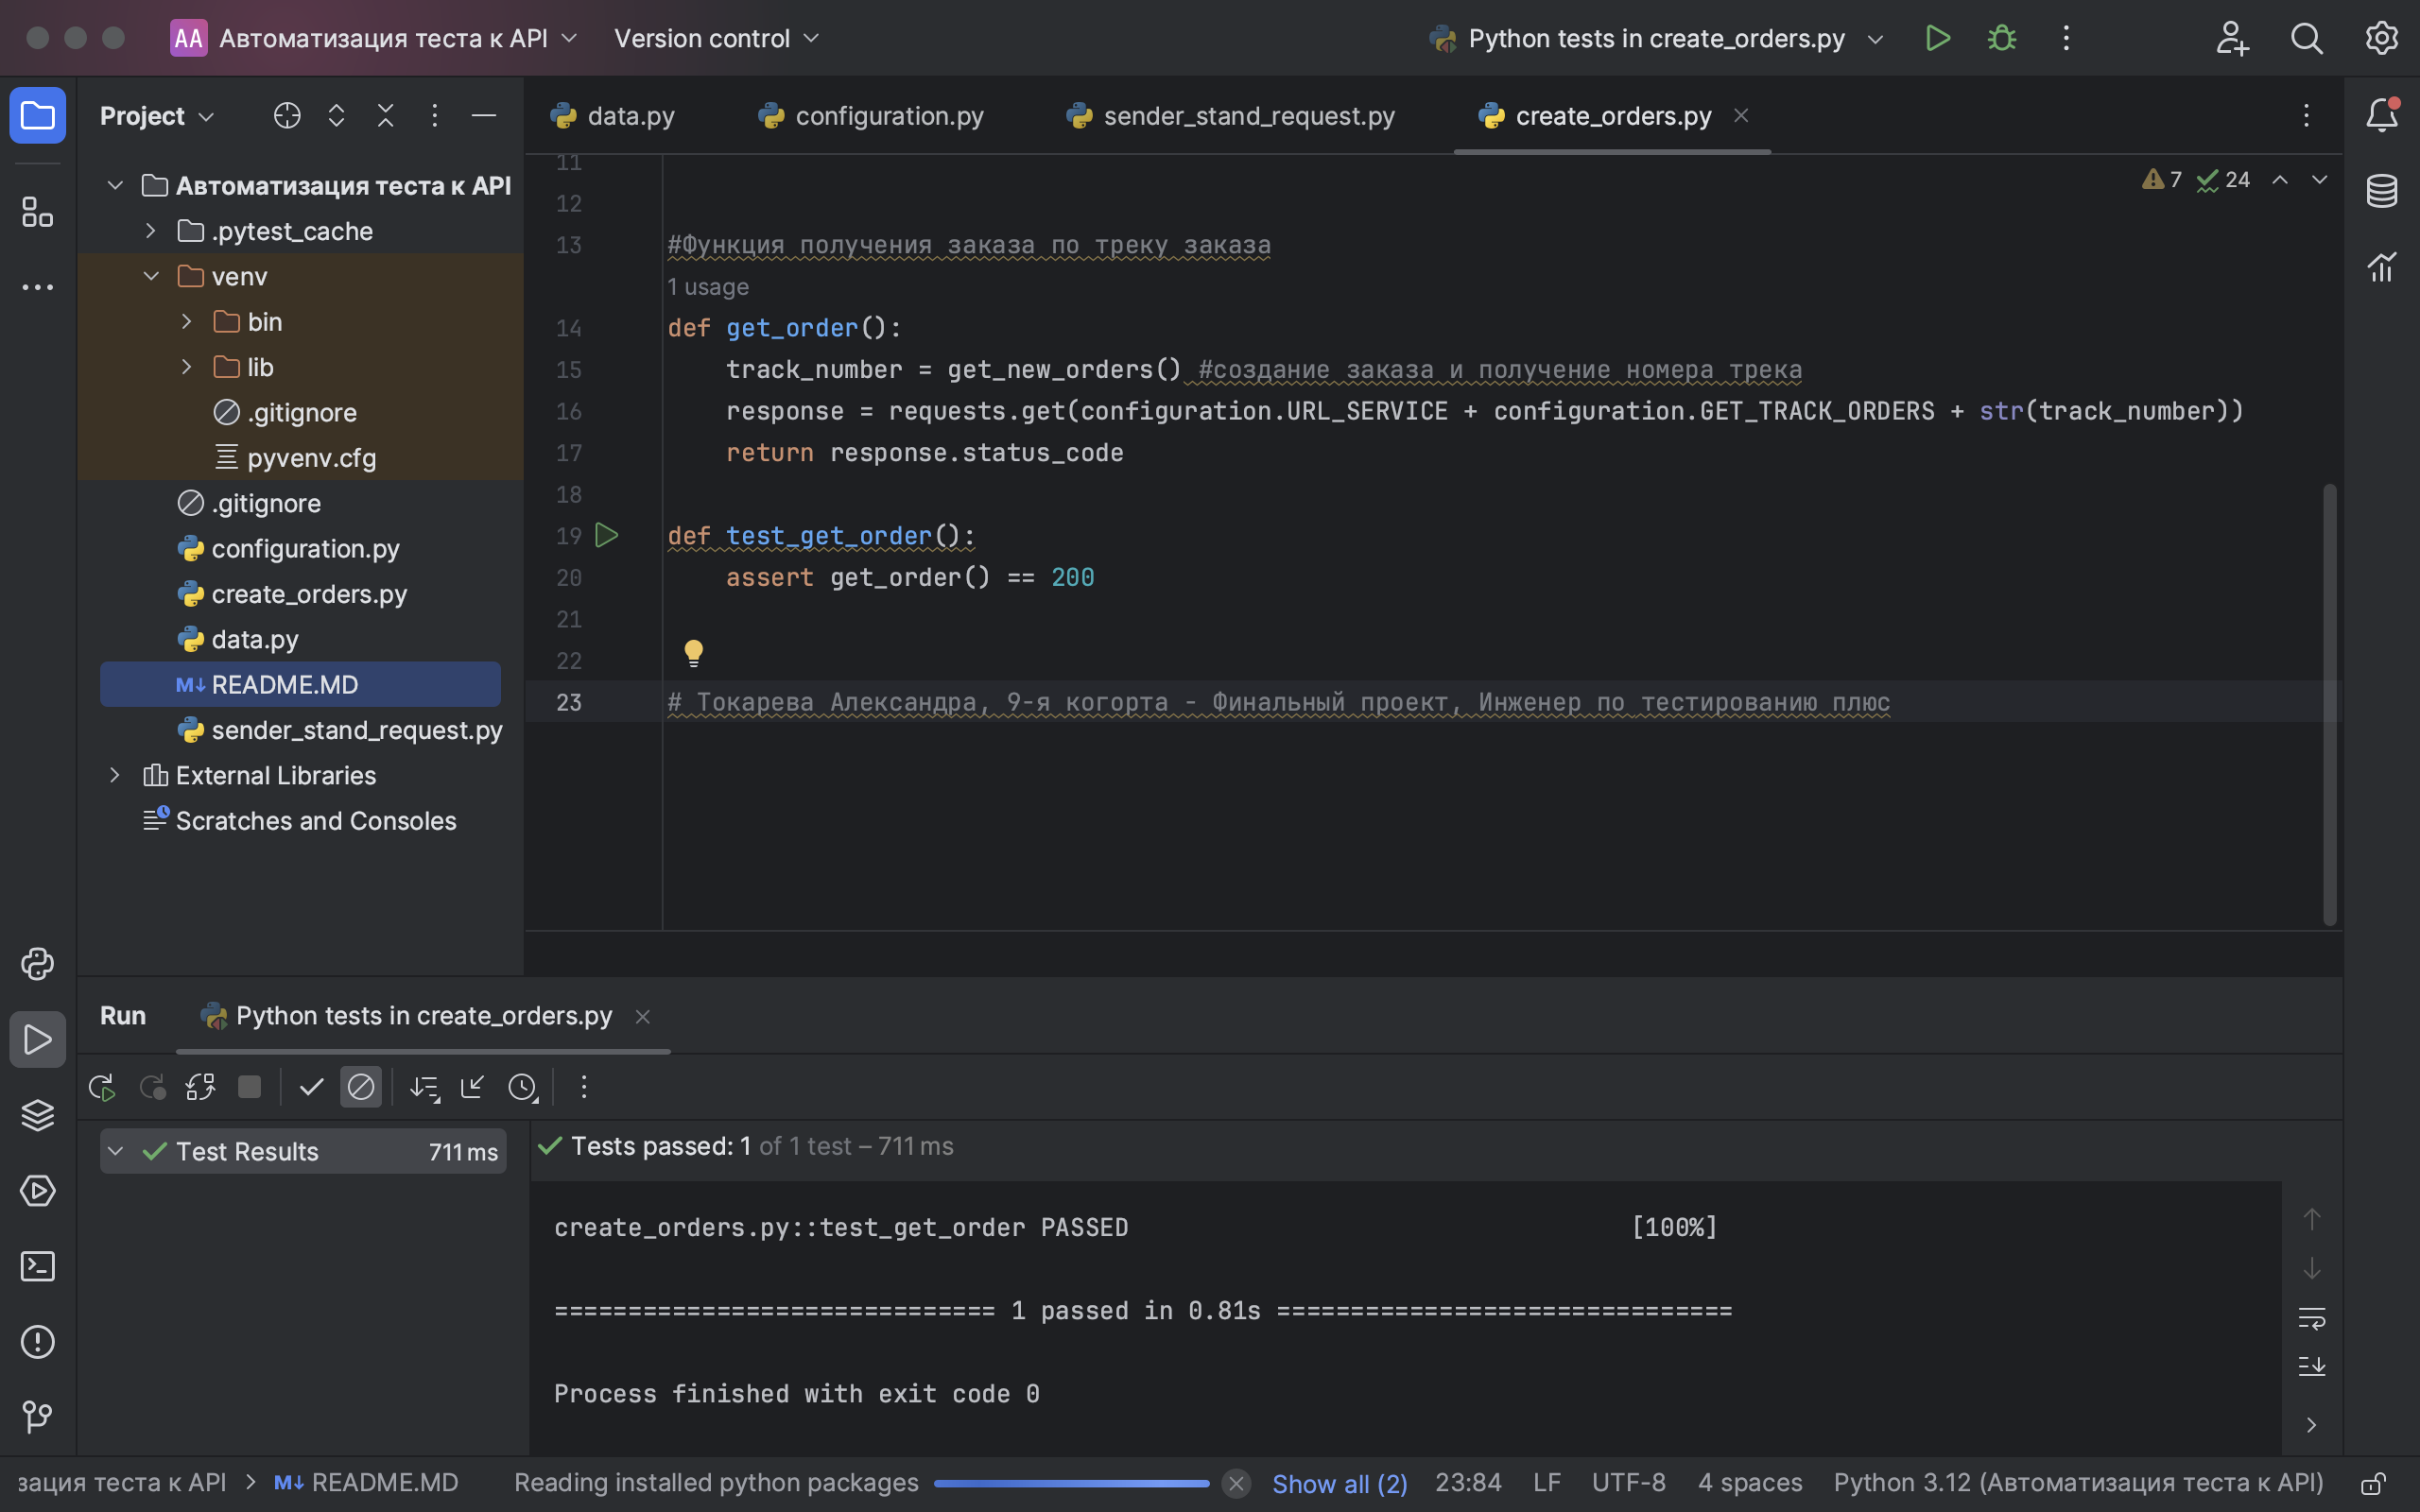 AA Автоматизация теста к API Version control Python tests in create_orders.py
Project
data.py configuration.py sender_stand_request.py create_orders.py
Автоматизация теста к API
.pytest_cache
venv
bin
lib
.gitignore
pyvenv.cfg
.gitignore
configuration.py
create_orders.py
data.py
M↓ README.MD
sender_stand_request.py
External Libraries
Scratches and Consoles
7 24
11
12
13 #Функция получения заказа по треку заказа
1 usage
14 def get_order():
15 track_number = get_new_orders() #создание заказа и получение номера трека
16 response = requests.get(configuration.URL_SERVICE + configuration.GET_TRACK_ORDERS + str(track_number))
17 return response.status_code
18
19 def test_get_order():
20 assert get_order() == 200
21
22
23 # Токарева Александра, 9-я когорта - Финальный проект, Инженер по тестированию плюс
Run Python tests in create_orders.py
Test Results 711 ms
Tests passed: 1 of 1 test – 711 ms
create_orders.py::test_get_order PASSED [100%]
============================== 1 passed in 0.81s ===============================
Process finished with exit code 0
зация теста к API > M↓ README.MD Reading installed python packages Show all (2) 23:84 LF UTF-8 4 spaces Python 3.12 (Автоматизация теста к API)